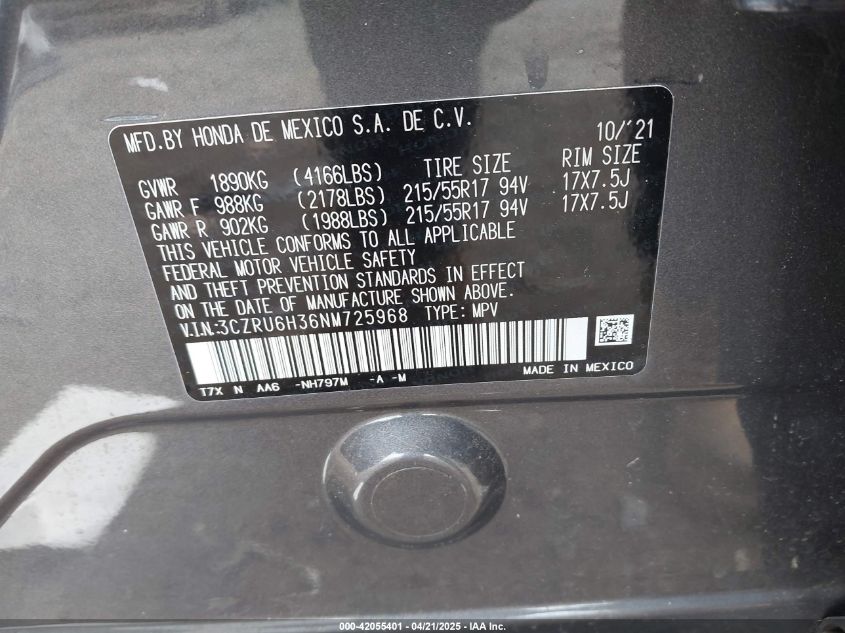 MFD.BY HONDA DE MEXICO S.A. DE C.V. 10/'21
GVWR 1890KG (4166LBS) TIRE SIZE RIM SIZE
GAWR F 988KG (2178LBS) 215/55R17 94V 17X7.5J
GAWR R 902KG (1988LBS) 215/55R17 94V 17X7.5J
THIS VEHICLE CONFORMS TO ALL APPLICABLE
FEDERAL MOTOR VEHICLE SAFETY
AND THEFT PREVENTION STANDARDS IN EFFECT
ON THE DATE OF MANUFACTURE SHOWN ABOVE.
V.I.N.:3CZRU6H36NM725968 TYPE: MPV
T7X N AA6 -NH797M -A -M MADE IN MEXICO
000-42055401 - 04/21/2025 - IAA Inc.